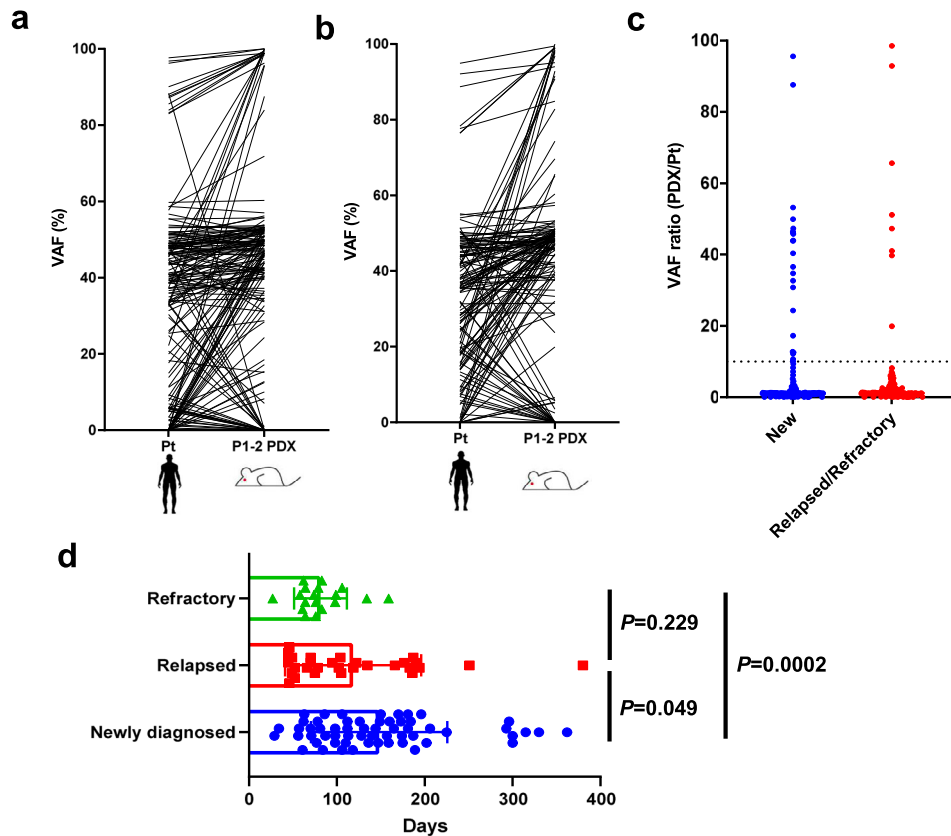 a
100
80
60
40
20
0
VAF (%)
Pt
P1-2 PDX
b
100
80
60
40
20
0
VAF (%)
Pt
P1-2 PDX
c
100
80
60
40
20
0
VAF ratio (PDX/Pt)
New
Relapsed/Refractory
d
Refractory
Relapsed
Newly diagnosed
P=0.229
P=0.049
P=0.0002
0 100 200 300 400
Days